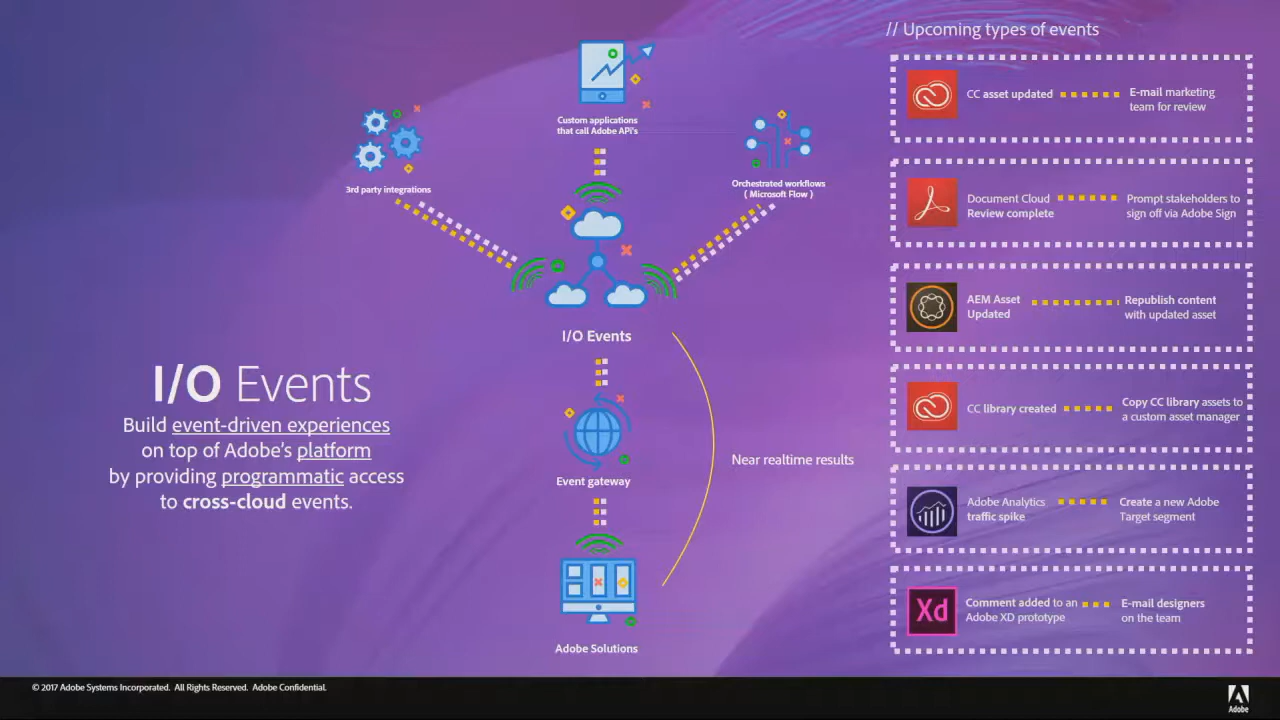 // Upcoming types of events
Custom applications
that call Adobe API's
3rd party integrations
Orchestrated workflows
( Microsoft Flow )
I/O Events
Event gateway
Near realtime results
Adobe Solutions
I/O Events
Build event-driven experiences
on top of Adobe's platform
by providing programmatic access
to cross-cloud events.
CC asset updated
E-mail marketing
team for review
Document Cloud
Review complete
Prompt stakeholders to
sign off via Adobe Sign
AEM Asset
Updated
Republish content
with updated asset
CC library created
Copy CC library assets to
a custom asset manager
Adobe Analytics
traffic spike
Create a new Adobe
Target segment
Xd
Comment added to an
Adobe XD prototype
E-mail designers
on the team
© 2017 Adobe Systems Incorporated. All Rights Reserved. Adobe Confidential.
Adobe